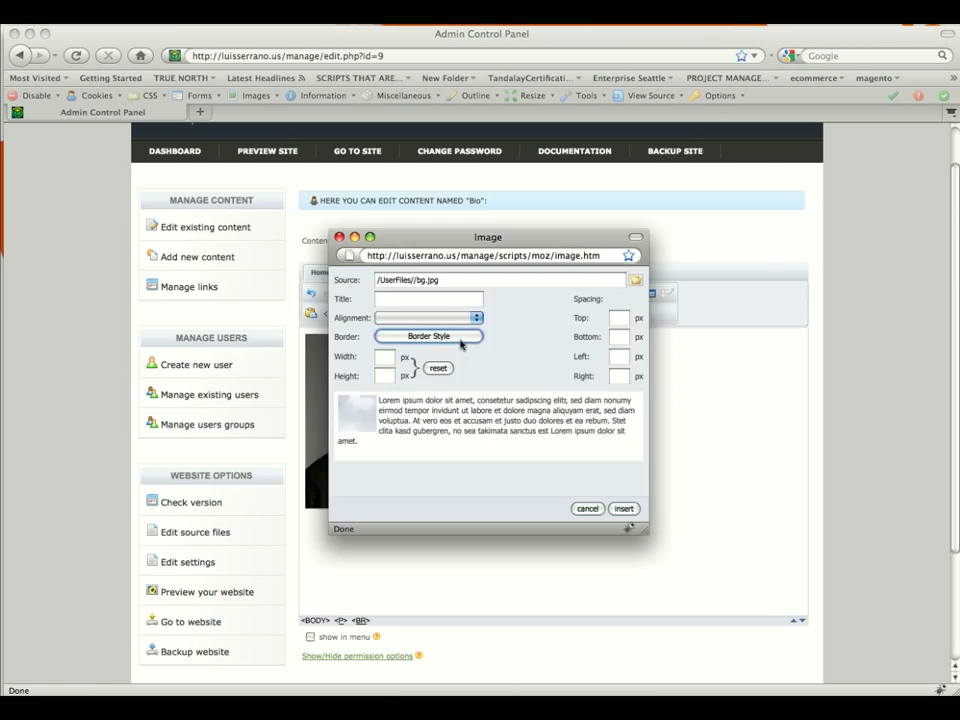 Admin Control Panel
http://luisserrano.us/manage/edit.php?id=9
Google
Most Visited Getting Started TRUE NORTH Latest Headlines SCRIPTS THAT ARE... New Folder TandalayCertificati... Enterprise Seattle PROJECT MANAGE... ecommerce magento
Disable Cookies CSS Forms Images Information Miscellaneous Outline Resize Tools View Source Options
Admin Control Panel
DASHBOARD PREVIEW SITE GO TO SITE CHANGE PASSWORD DOCUMENTATION BACKUP SITE
MANAGE CONTENT
Edit existing content
Add new content
Manage links
MANAGE USERS
Create new user
Manage existing users
Manage users groups
WEBSITE OPTIONS
Check version
Edit source files
Edit settings
Preview your website
Go to website
Backup website
HERE YOU CAN EDIT CONTENT NAMED "Bio":
Image
http://luisserrano.us/manage/scripts/moz/image.htm
Source: /UserFiles//bg.jpg
Title: Spacing:
Alignment: Top: px
Border: Border Style Bottom: px
Width: px reset Left: px
Height: px Right: px
Lorem ipsum dolor sit amet, consetetur sadipscing elitr, sed diam nonumy
eirmod tempor invidunt ut labore et dolore magna aliquyam erat, sed diam
voluptua. At vero eos et accusam et justo duo dolores et ea rebum. Stet
clita kasd gubergren, no sea takimata sanctus est Lorem ipsum dolor sit
amet.
cancel insert
Done
<BODY> <P> <BR>
show in menu
Show/Hide permission options
Done